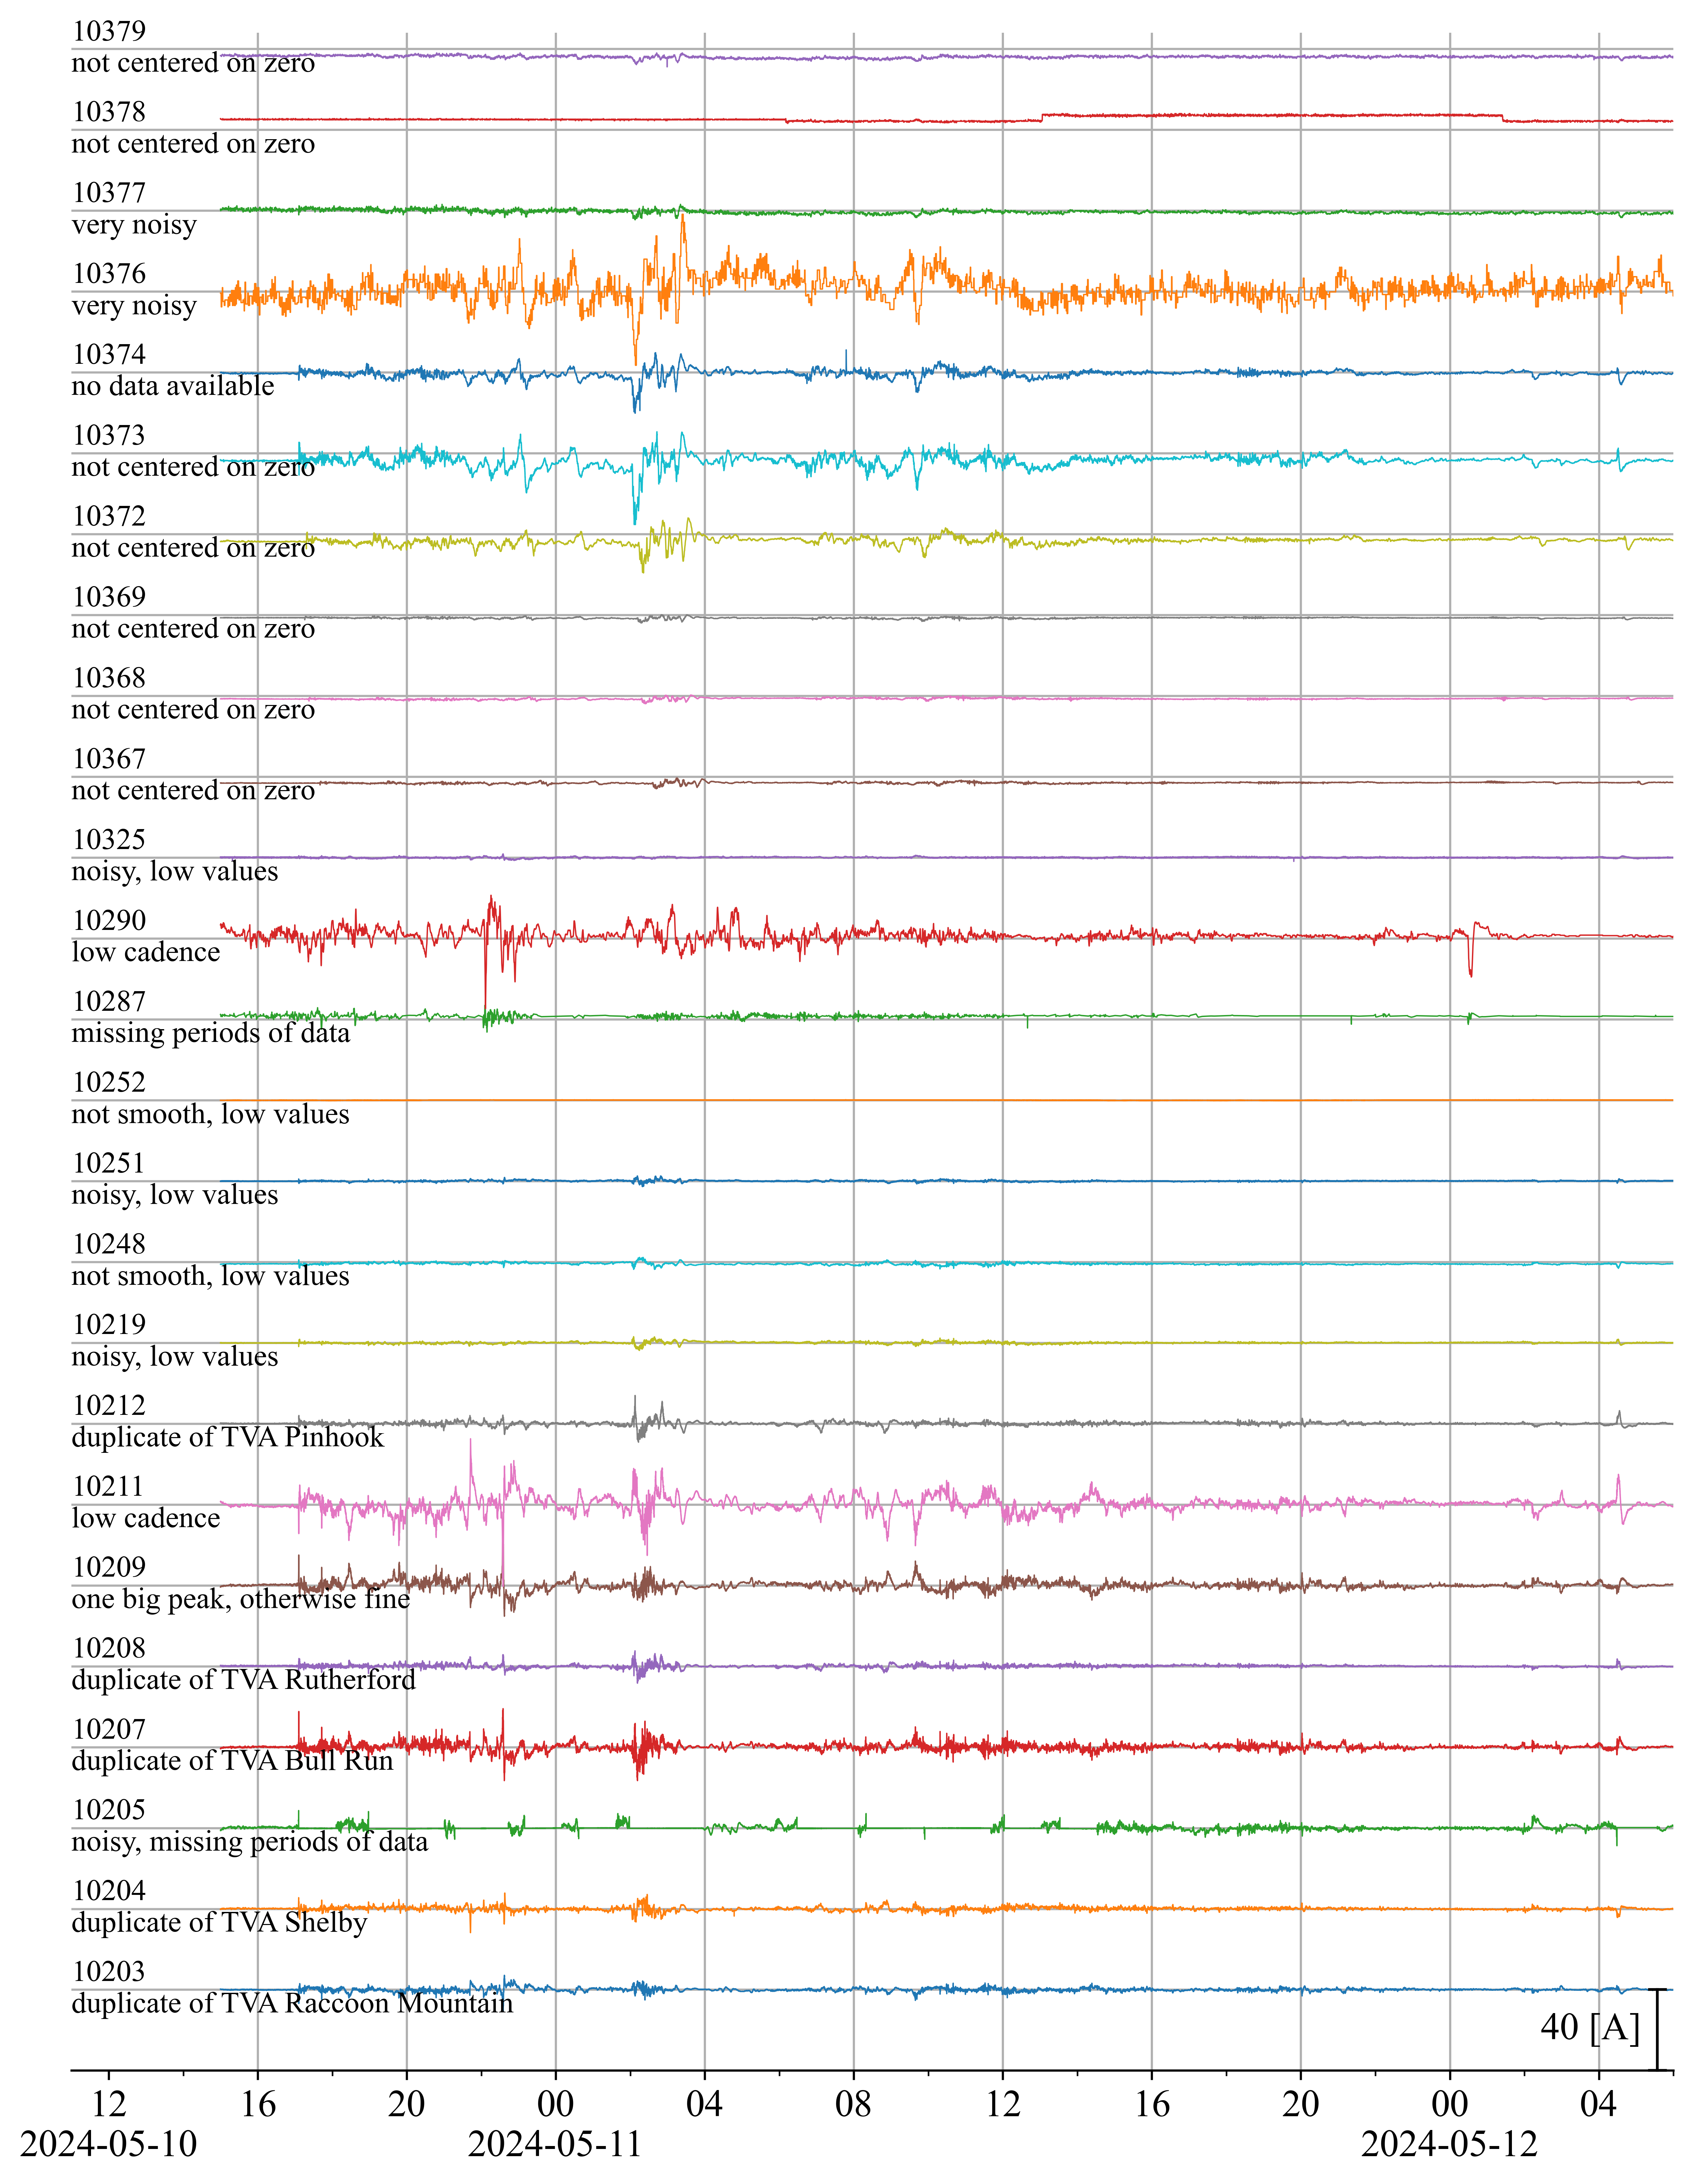 10379
not centered on zero
10378
not centered on zero
10377
very noisy
10376
very noisy
10374
no data available
10373
not centered on zero
10372
not centered on zero
10369
not centered on zero
10368
not centered on zero
10367
not centered on zero
10325
noisy, low values
10290
low cadence
10287
missing periods of data
10252
not smooth, low values
10251
noisy, low values
10248
not smooth, low values
10219
noisy, low values
10212
duplicate of TVA Pinhook
10211
low cadence
10209
one big peak, otherwise fine
10208
duplicate of TVA Rutherford
10207
duplicate of TVA Bull Run
10205
noisy, missing periods of data
10204
duplicate of TVA Shelby
10203
duplicate of TVA Raccoon Mountain
40 [A]
12 16 20 00 04 08 12 16 20 00 04
2024-05-10 2024-05-11 2024-05-12